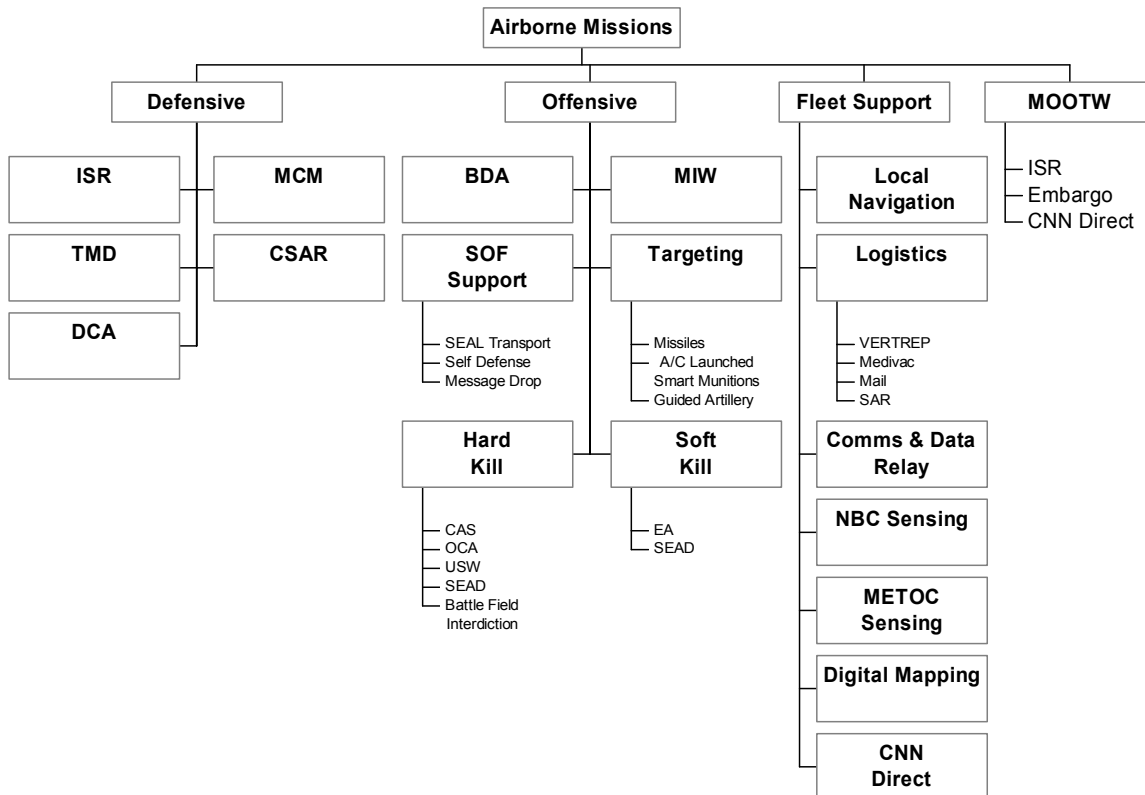 Airborne Missions
Defensive
Offensive
Fleet Support
MOOTW
ISR
MCM
TMD
CSAR
DCA
BDA
MIW
SOF
Support
SEAL Transport
Self Defense
Message Drop
Targeting
Missiles
A/C Launched
Smart Munitions
Guided Artillery
Hard
Kill
CAS
OCA
USW
SEAD
Battle Field
Interdiction
Soft
Kill
EA
SEAD
Local
Navigation
Logistics
VERTREP
Medivac
Mail
SAR
Comms & Data
Relay
NBC Sensing
METOC
Sensing
Digital Mapping
CNN
Direct
ISR
Embargo
CNN Direct